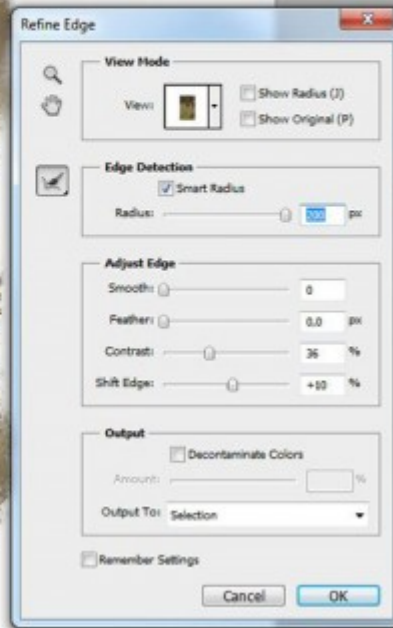 Refine Edge
View Mode
View:
Show Radius (J)
Show Original (P)
Edge Detection
Smart Radius
Radius: 200 px
Adjust Edge
Smooth: 0
Feather: 0.0 px
Contrast: 36 %
Shift Edge: +10 %
Output
Decontaminate Colors
Amount: %
Output To: Selection
Remember Settings
Cancel OK